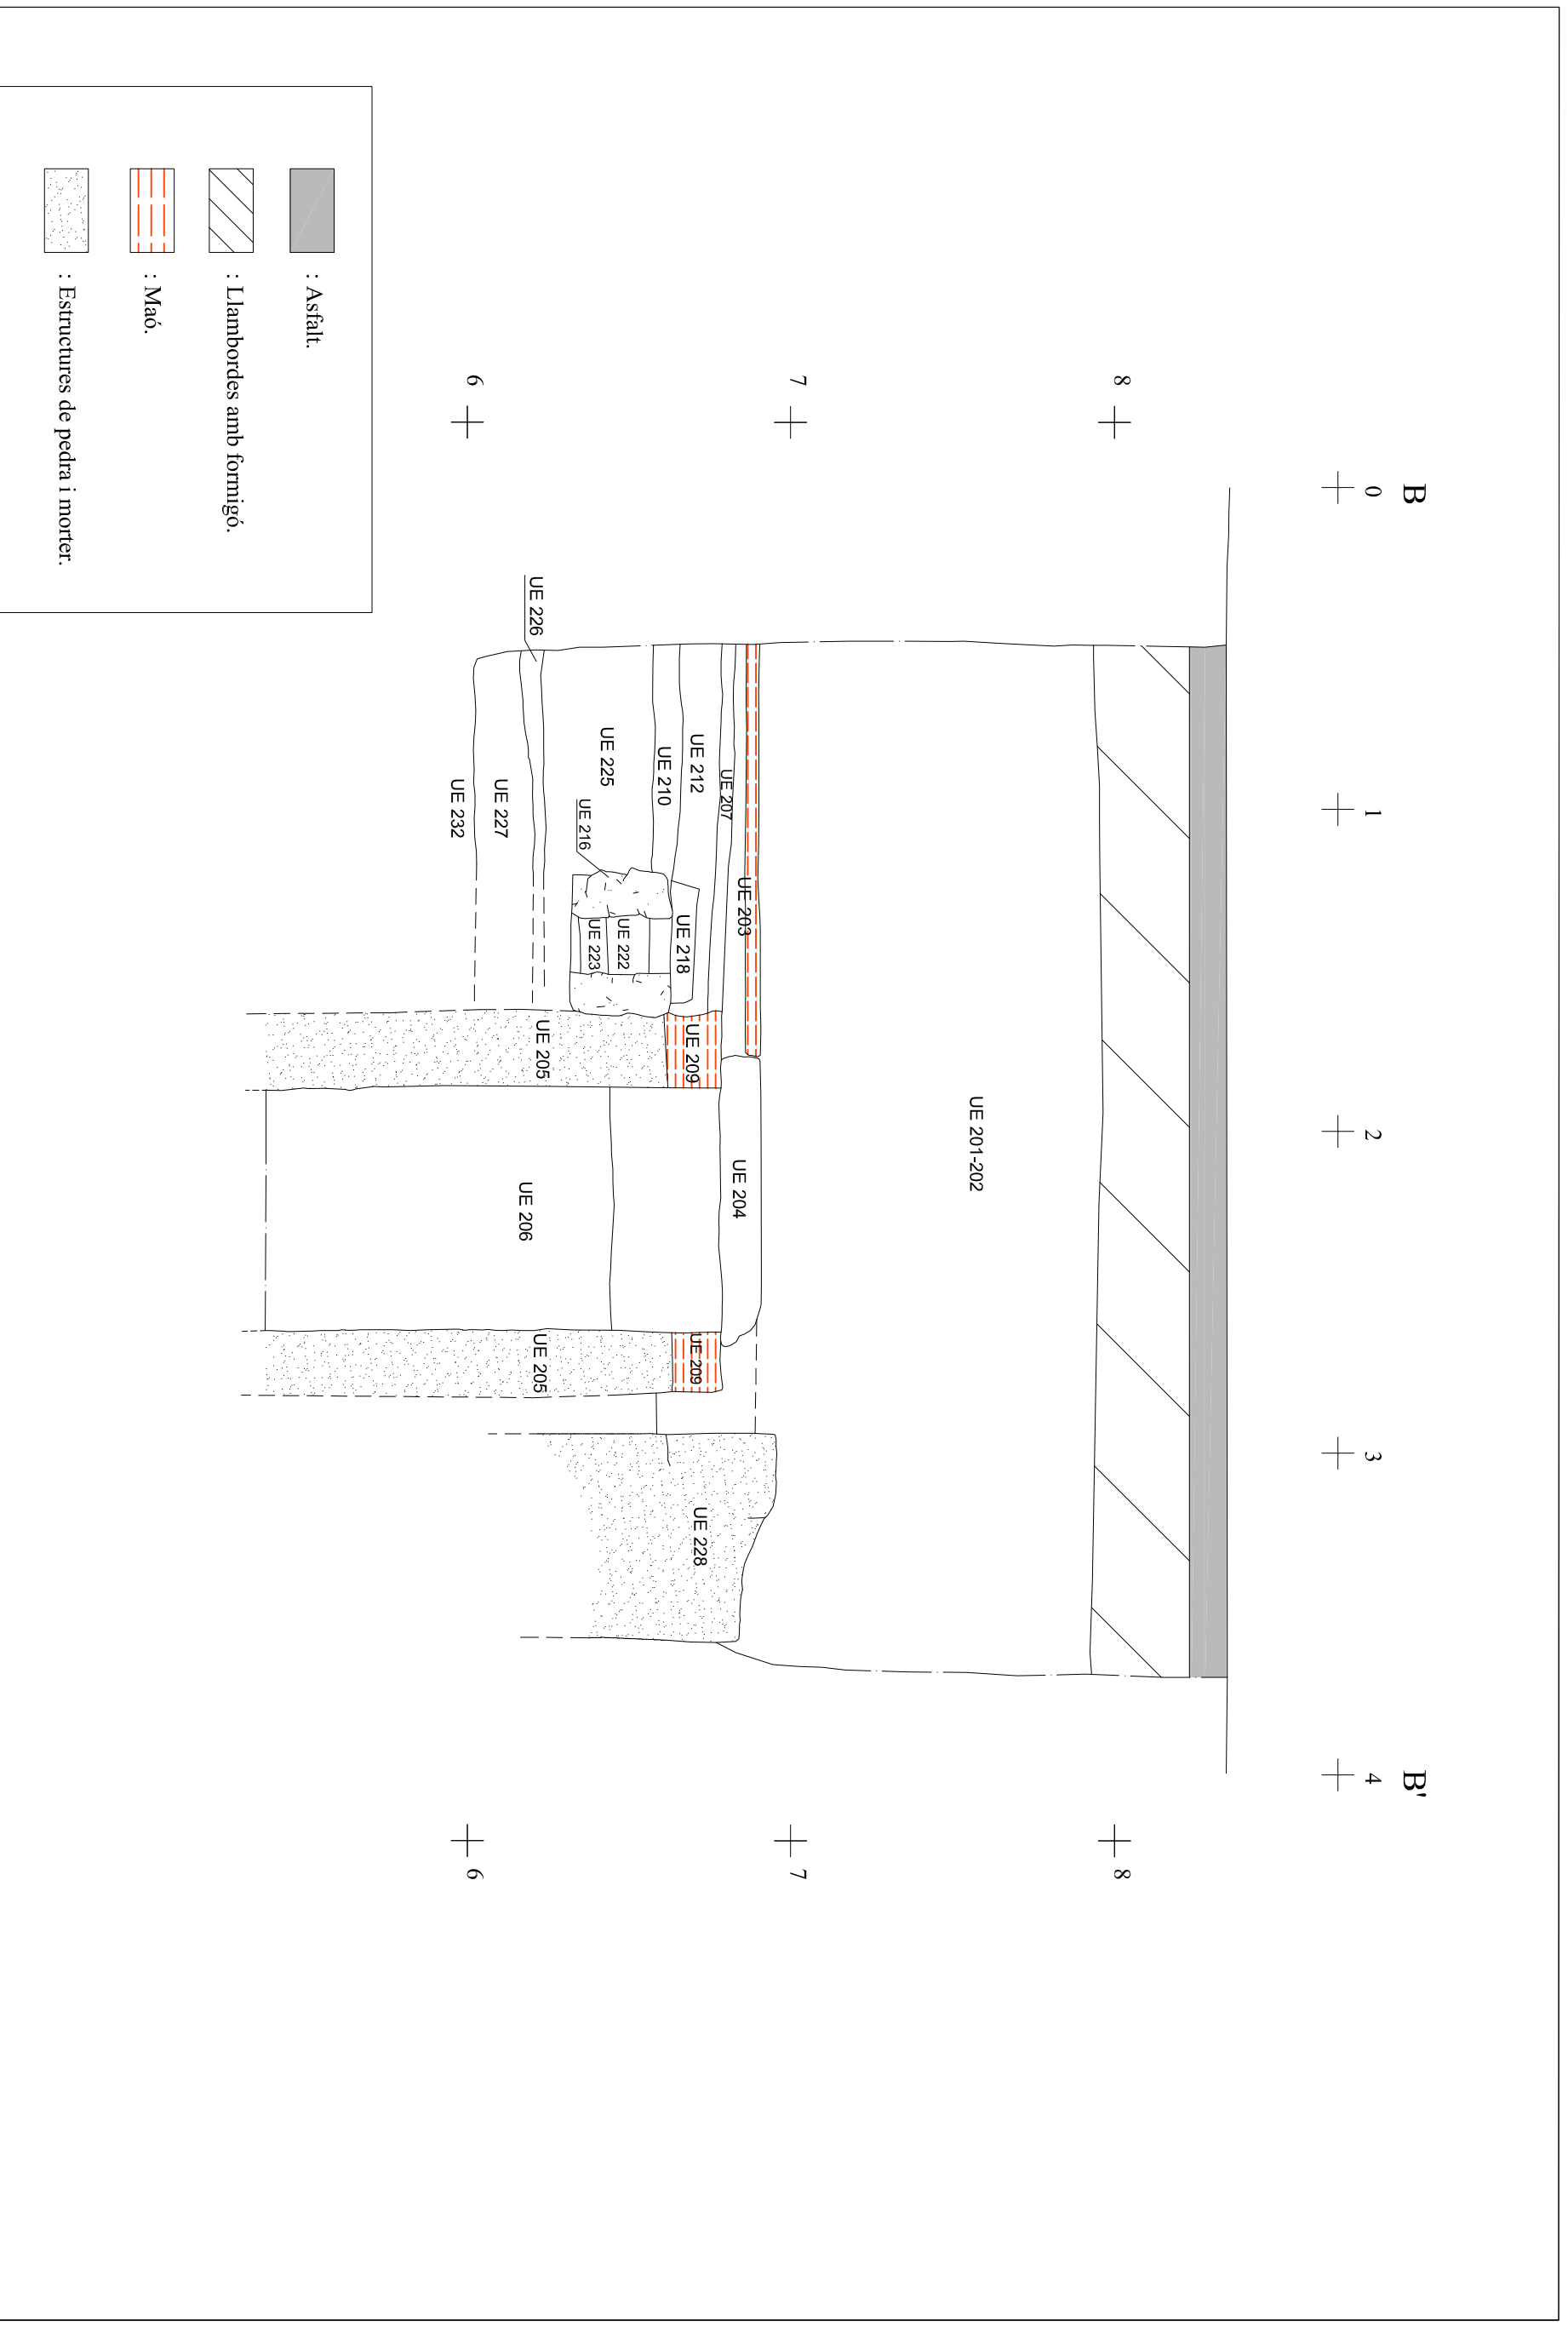 B B'
0 1 2 3 4
8 8
7 7
6 6
UE 201-202
UE 203
UE 204
UE 207
UE 212
UE 218
UE 209
UE 209
UE 228
UE 210
UE 225
UE 222
UE 223
UE 216
UE 226
UE 205
UE 205
UE 206
UE 227
UE 232
: Asfalt.
: Llambordes amb formigó.
: Maó.
: Estructures de pedra i morter.